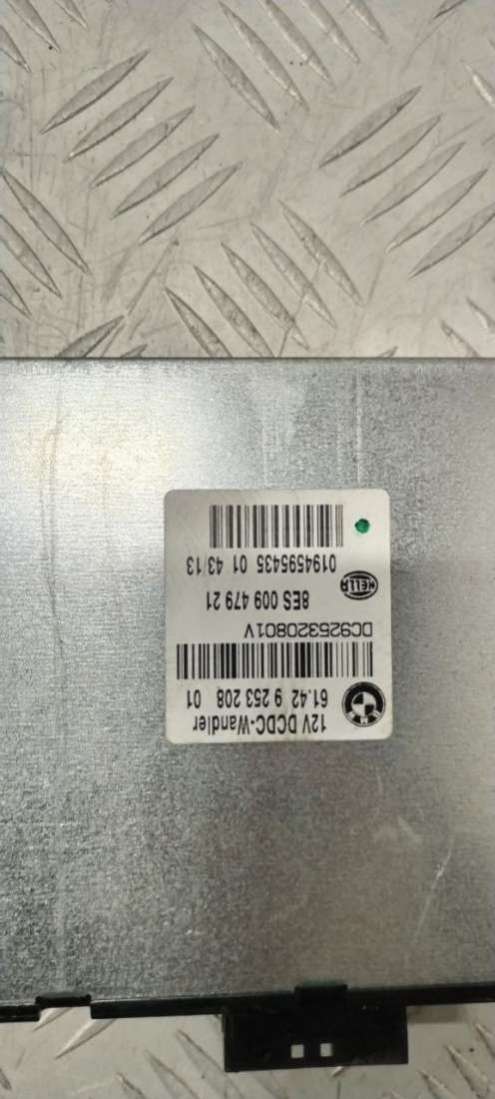 12V DCDC-Wandler
61.42 9 253 208 01
DC925320801V
8ES 009 479 21
HELLA
0194595435 01 43/13